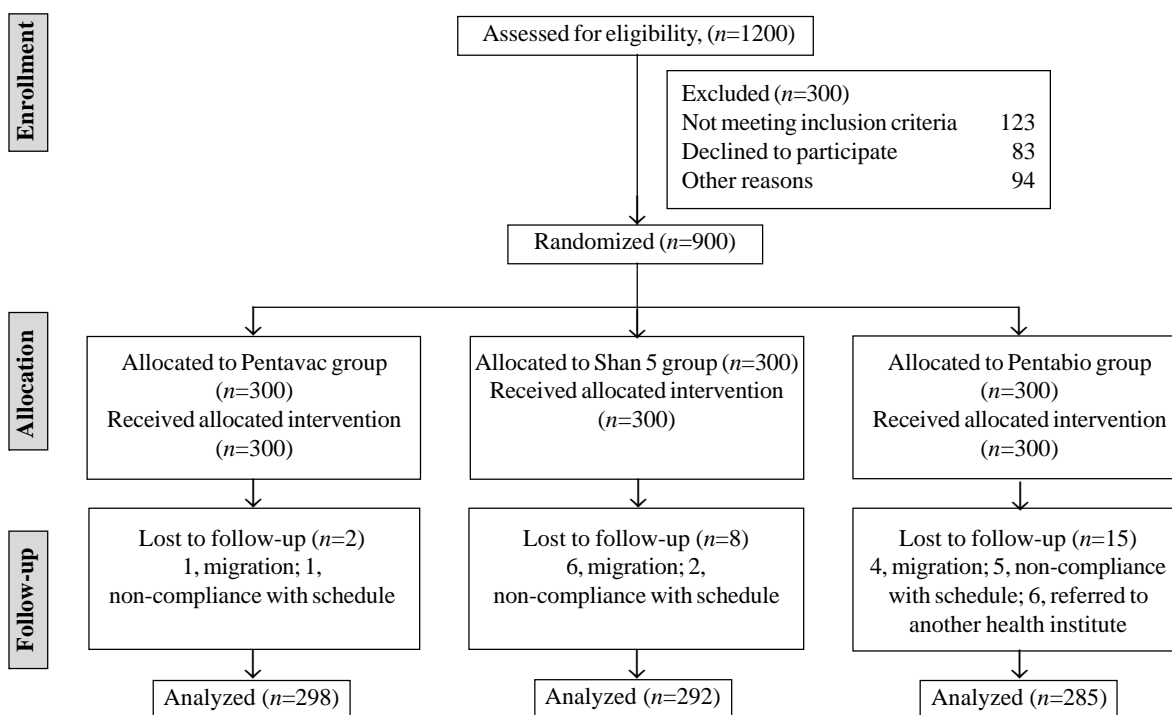 Enrollment
Assessed for eligibility, (n=1200)
Excluded (n=300)
Not meeting inclusion criteria 123
Declined to participate 83
Other reasons 94
Randomized (n=900)
Allocation
Allocated to Pentavac group
(n=300)
Received allocated intervention
(n=300)
Allocated to Shan 5 group (n=300)
Received allocated intervention
(n=300)
Allocated to Pentabio group
(n=300)
Received allocated intervention
(n=300)
Follow-up
Lost to follow-up (n=2)
1, migration; 1,
non-compliance with schedule
Lost to follow-up (n=8)
6, migration; 2,
non-compliance with schedule
Lost to follow-up (n=15)
4, migration; 5, non-compliance
with schedule; 6, referred to
another health institute
Analyzed (n=298)
Analyzed (n=292)
Analyzed (n=285)